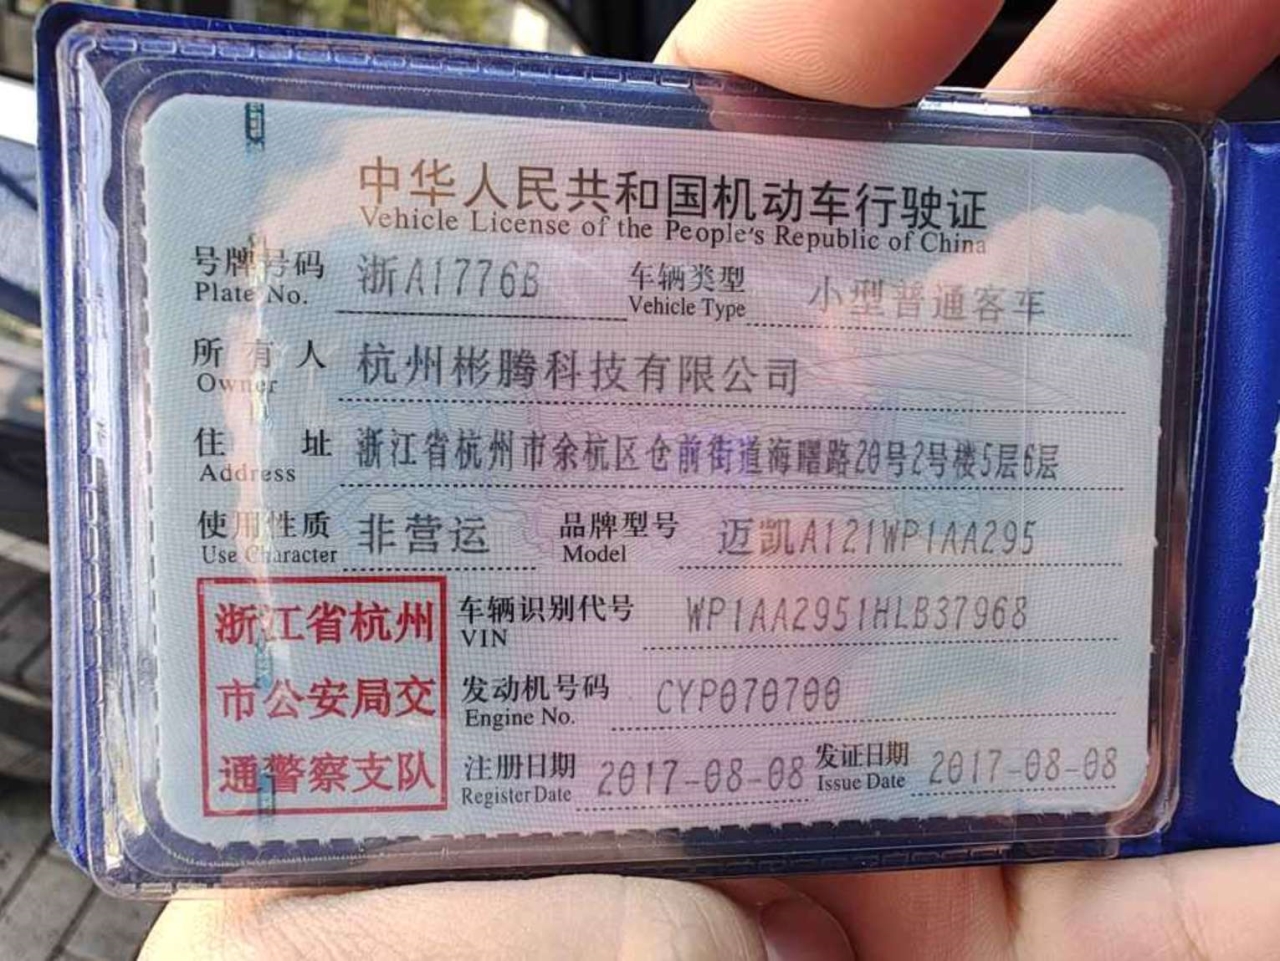 中华人民共和国机动车行驶证
Vehicle License of the People's Republic of China
号牌号码 浙A1776B 车辆类型 小型普通客车
Plate No. Vehicle Type
所有人 杭州彬腾科技有限公司
Owner
住址 浙江省杭州市余杭区仓前街道海曙路20号2号楼5层6层
Address
使用性质 非营运 品牌型号 迈凯A121WP1AA295
Use Character Model
浙江省杭州
市公安局交
通警察支队
车辆识别代号 WP1AA2951HLB37968
VIN
发动机号码 CYP070700
Engine No.
注册日期 2017-08-08 发证日期 2017-08-08
Register Date Issue Date